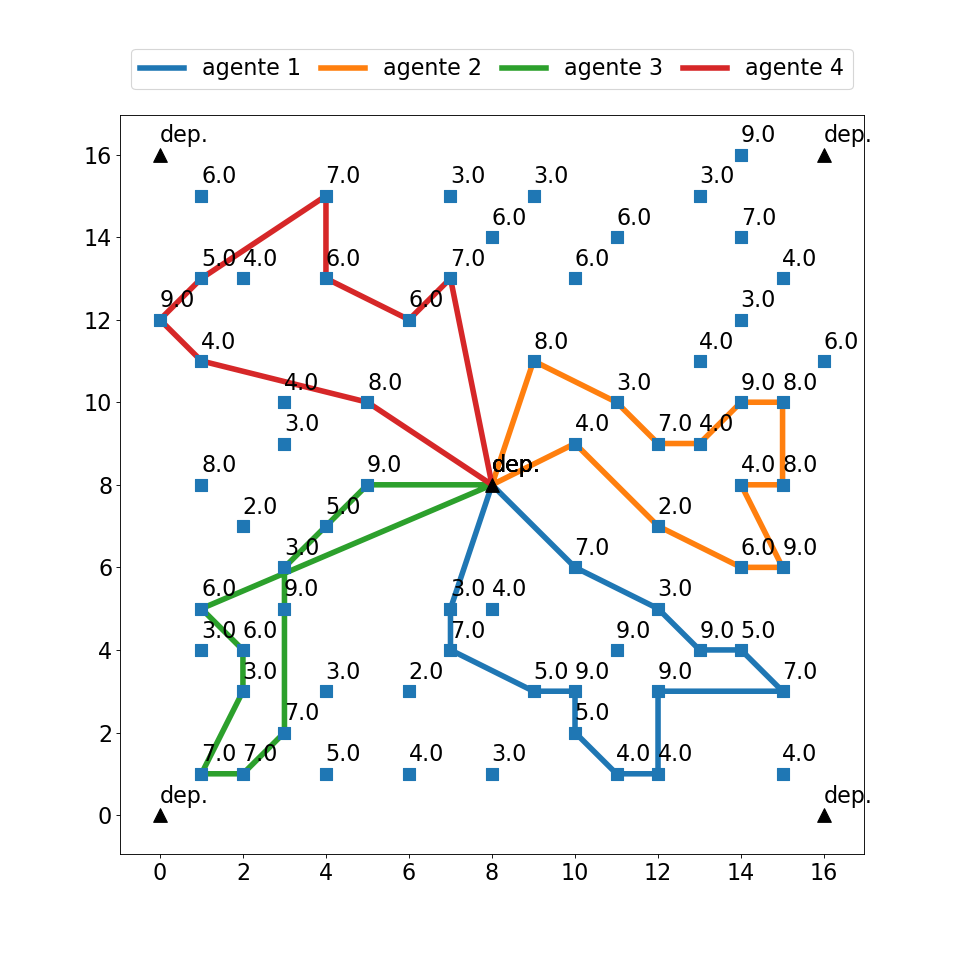 agente 1 agente 2 agente 3 agente 4
9.0
dep. dep.
16
6.0 7.0 3.0 3.0 3.0
6.0 6.0 7.0
14
5.0 4.0 6.0 7.0 6.0 4.0
9.0 6.0 3.0
12
4.0 8.0 4.0 6.0
4.0 8.0 3.0 9.0 8.0
10
3.0 4.0 7.0 4.0
8.0 9.0 dep. 4.0 8.0
8
2.0 5.0 2.0
3.0 7.0 6.0 9.0
6
6.0 9.0 3.0 4.0 3.0
3.0 6.0 7.0 9.0 9.0 5.0
4
3.0 3.0 2.0 5.0 9.0 9.0 7.0
7.0 5.0
2
7.0 7.0 5.0 4.0 3.0 4.0 4.0 4.0
dep. dep.
0
0 2 4 6 8 10 12 14 16